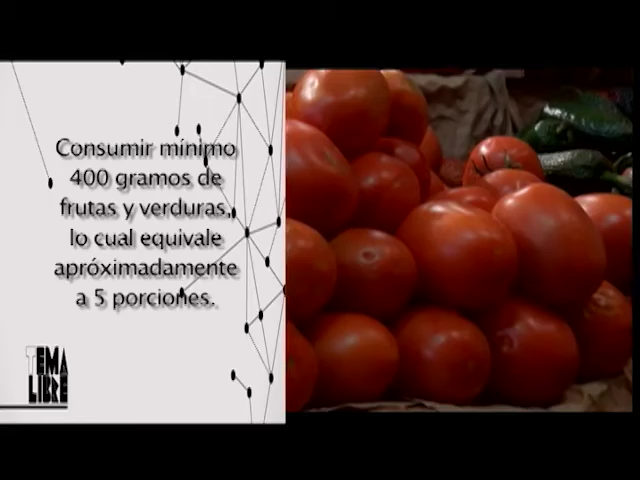 Consumir mínimo
400 gramos de
frutas y verduras,
lo cual equivale
apróximadamente
a 5 porciones.
TEMA
LIBRE